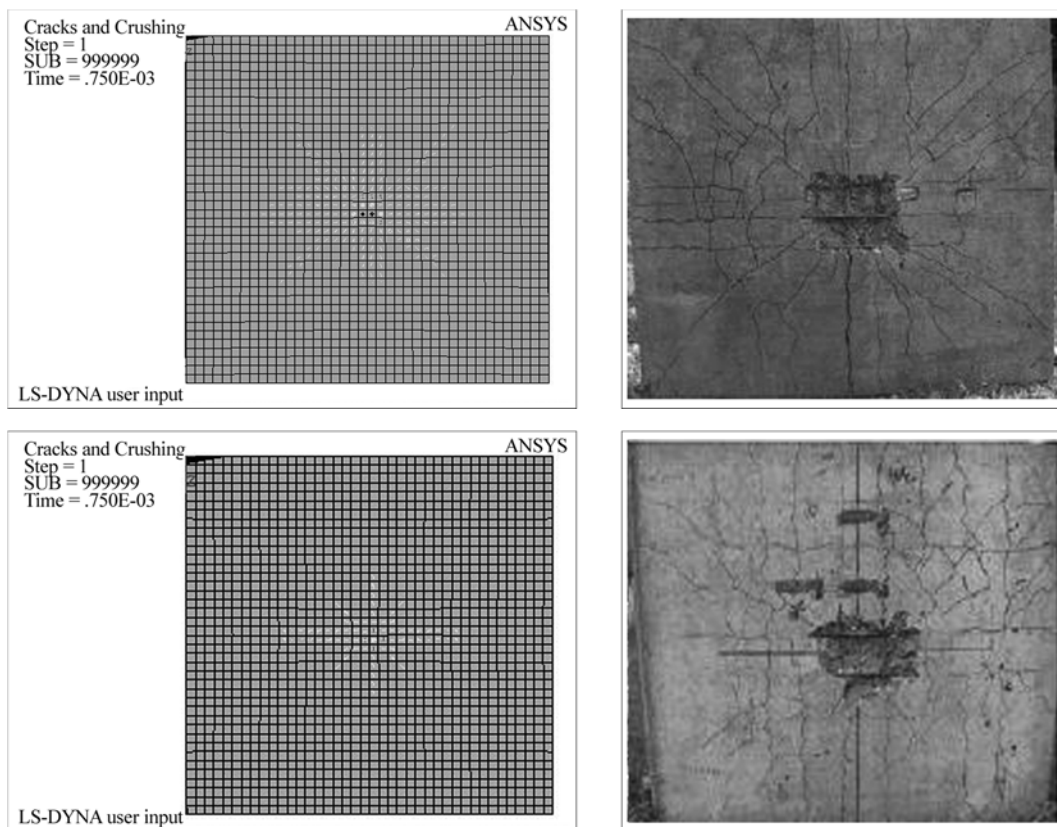 Cracks and Crushing
Step = 1
SUB = 999999
Time = .750E-03
ANSYS
Z
LS-DYNA user input
Cracks and Crushing
Step = 1
SUB = 999999
Time = .750E-03
ANSYS
Z
LS-DYNA user input